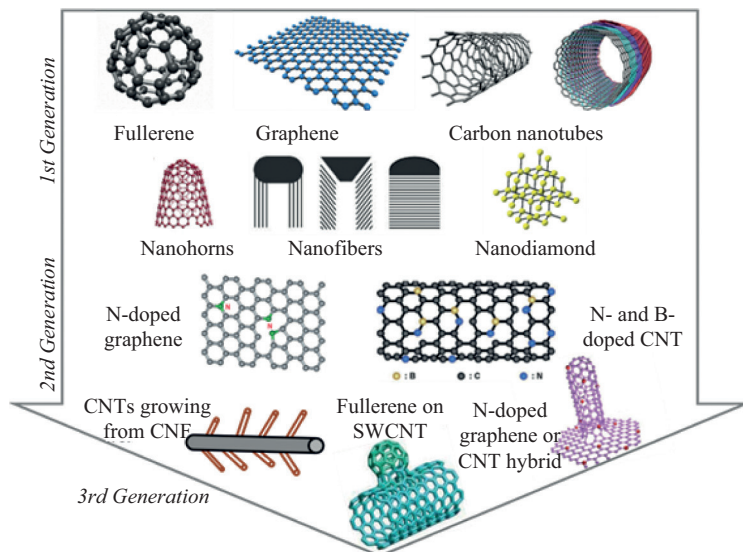 1st Generation
Fullerene
Graphene
Carbon nanotubes
Nanohorns
Nanofibers
Nanodiamond
2nd Generation
N-doped
graphene
N
N
: B
: C
: N
N- and B-
doped CNT
CNTs growing
from CNF
Fullerene on
SWCNT
N-doped
graphene or
CNT hybrid
3rd Generation